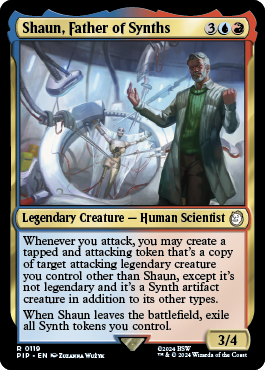 Shaun, Father of Synths 3
Legendary Creature — Human Scientist
Whenever you attack, you may create a
tapped and attacking token that's a copy
of target attacking legendary creature
you control other than Shaun, except it's
not legendary and it's a Synth artifact
creature in addition to its other types.
When Shaun leaves the battlefield, exile
all Synth tokens you control.
3/4
R 0119
PIP • EN Zuzanna Wużyk
©2024 BSW
™ & © 2024 Wizards of the Coast